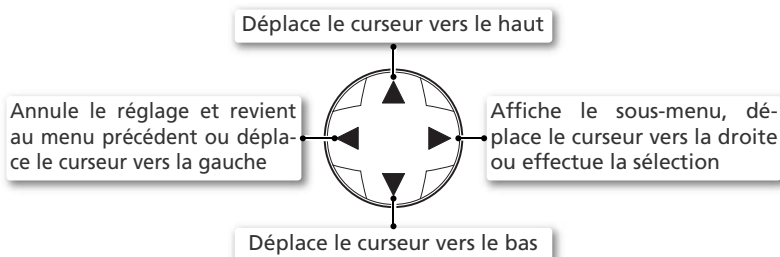 Déplace le curseur vers le haut
Annule le réglage et revient
au menu précédent ou dépla-
ce le curseur vers la gauche
Affiche le sous-menu, dé-
place le curseur vers la droite
ou effectue la sélection
Déplace le curseur vers le bas